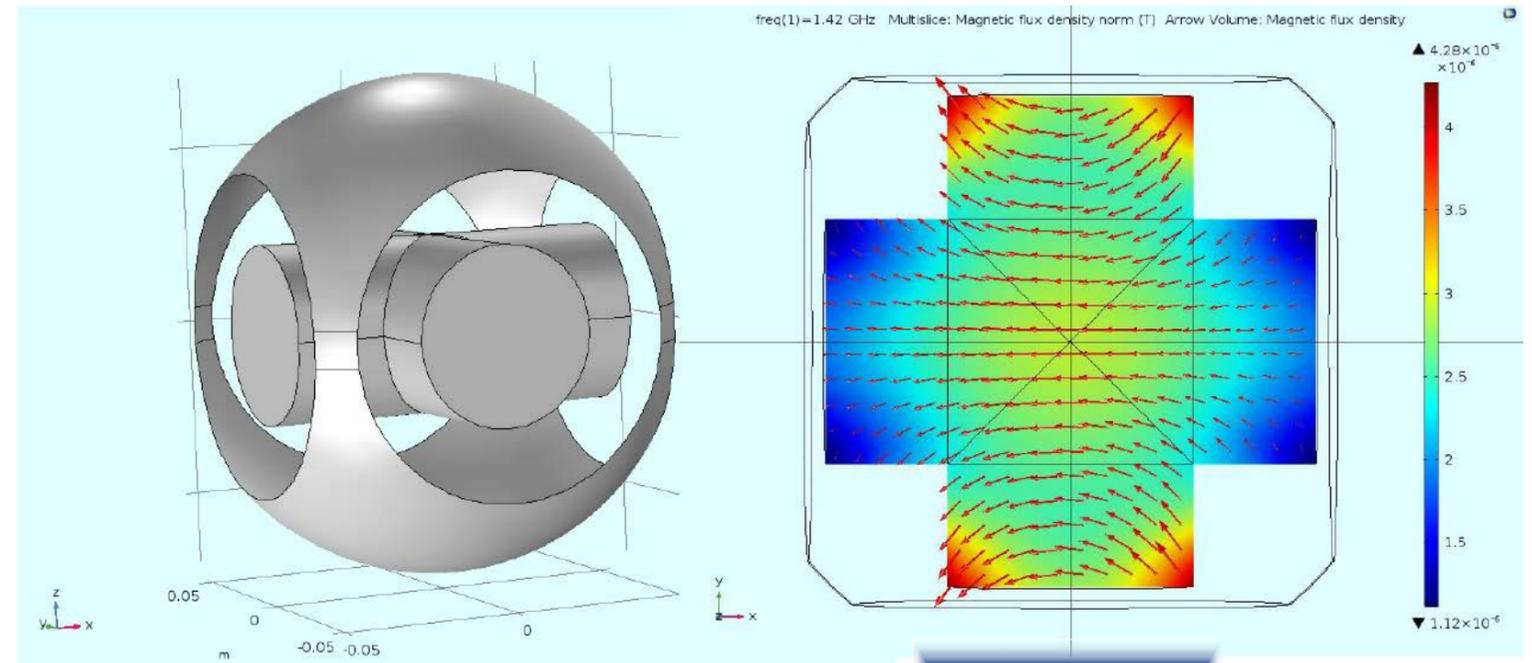 freq(1)=1.42 GHz Multislice: Magnetic flux density norm (T) Arrow Volume: Magnetic flux density
▲ 4.28×10⁻⁶
×10⁻⁶
4
3.5
3
2.5
2
1.5
▼ 1.12×10⁻⁶
y
z x
z
y x
0.05
0
-0.05
-0.05
0
m